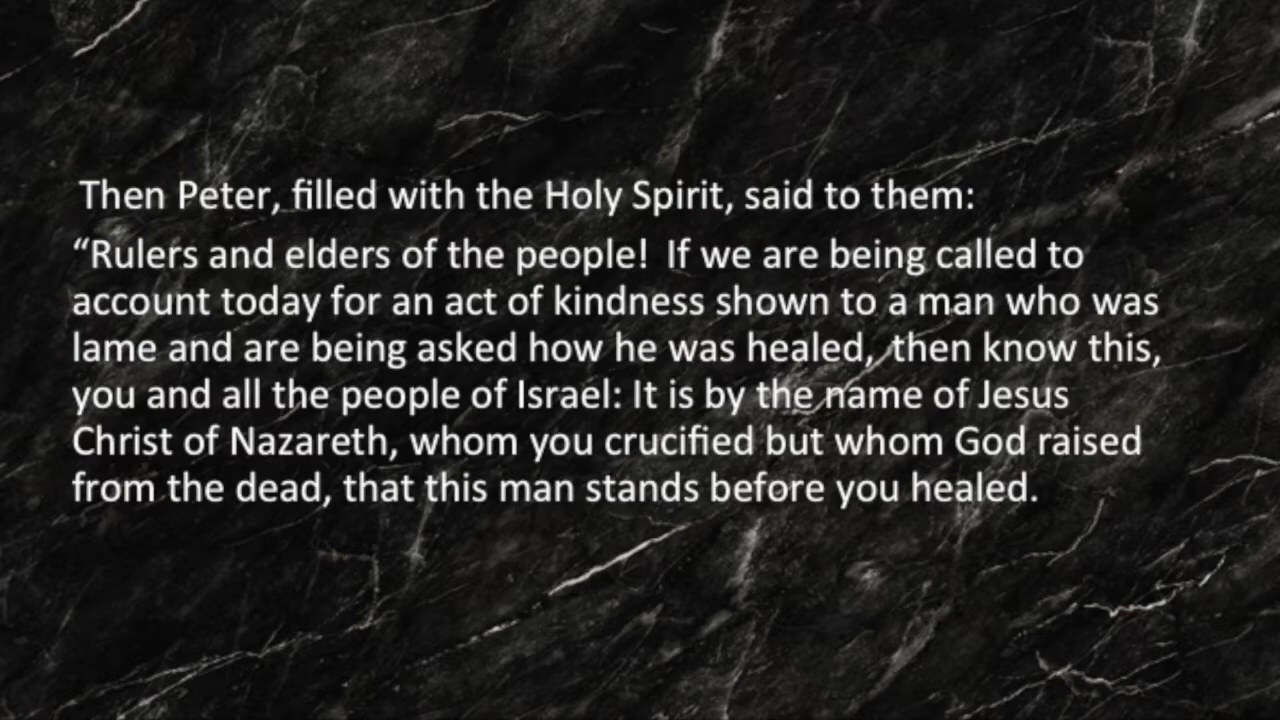 Then Peter, filled with the Holy Spirit, said to them:
“Rulers and elders of the people!  If we are being called to
account today for an act of kindness shown to a man who was
lame and are being asked how he was healed, then know this,
you and all the people of Israel: It is by the name of Jesus
Christ of Nazareth, whom you crucified but whom God raised
from the dead, that this man stands before you healed.